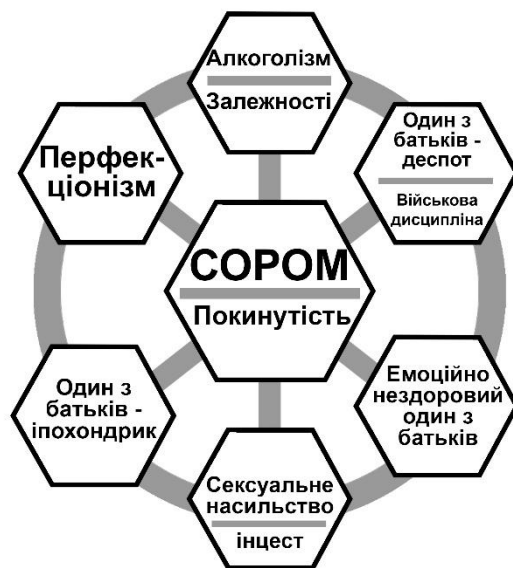 Алкоголізм
Залежності
Один з
батьків -
деспот
Військова
дисципліна
Перфек-
ціонізм
СОРОМ
Покинутість
Один з
батьків -
іпохондрик
Емоційно
нездоровий
один з
батьків
Сексуальне
насильство
інцест